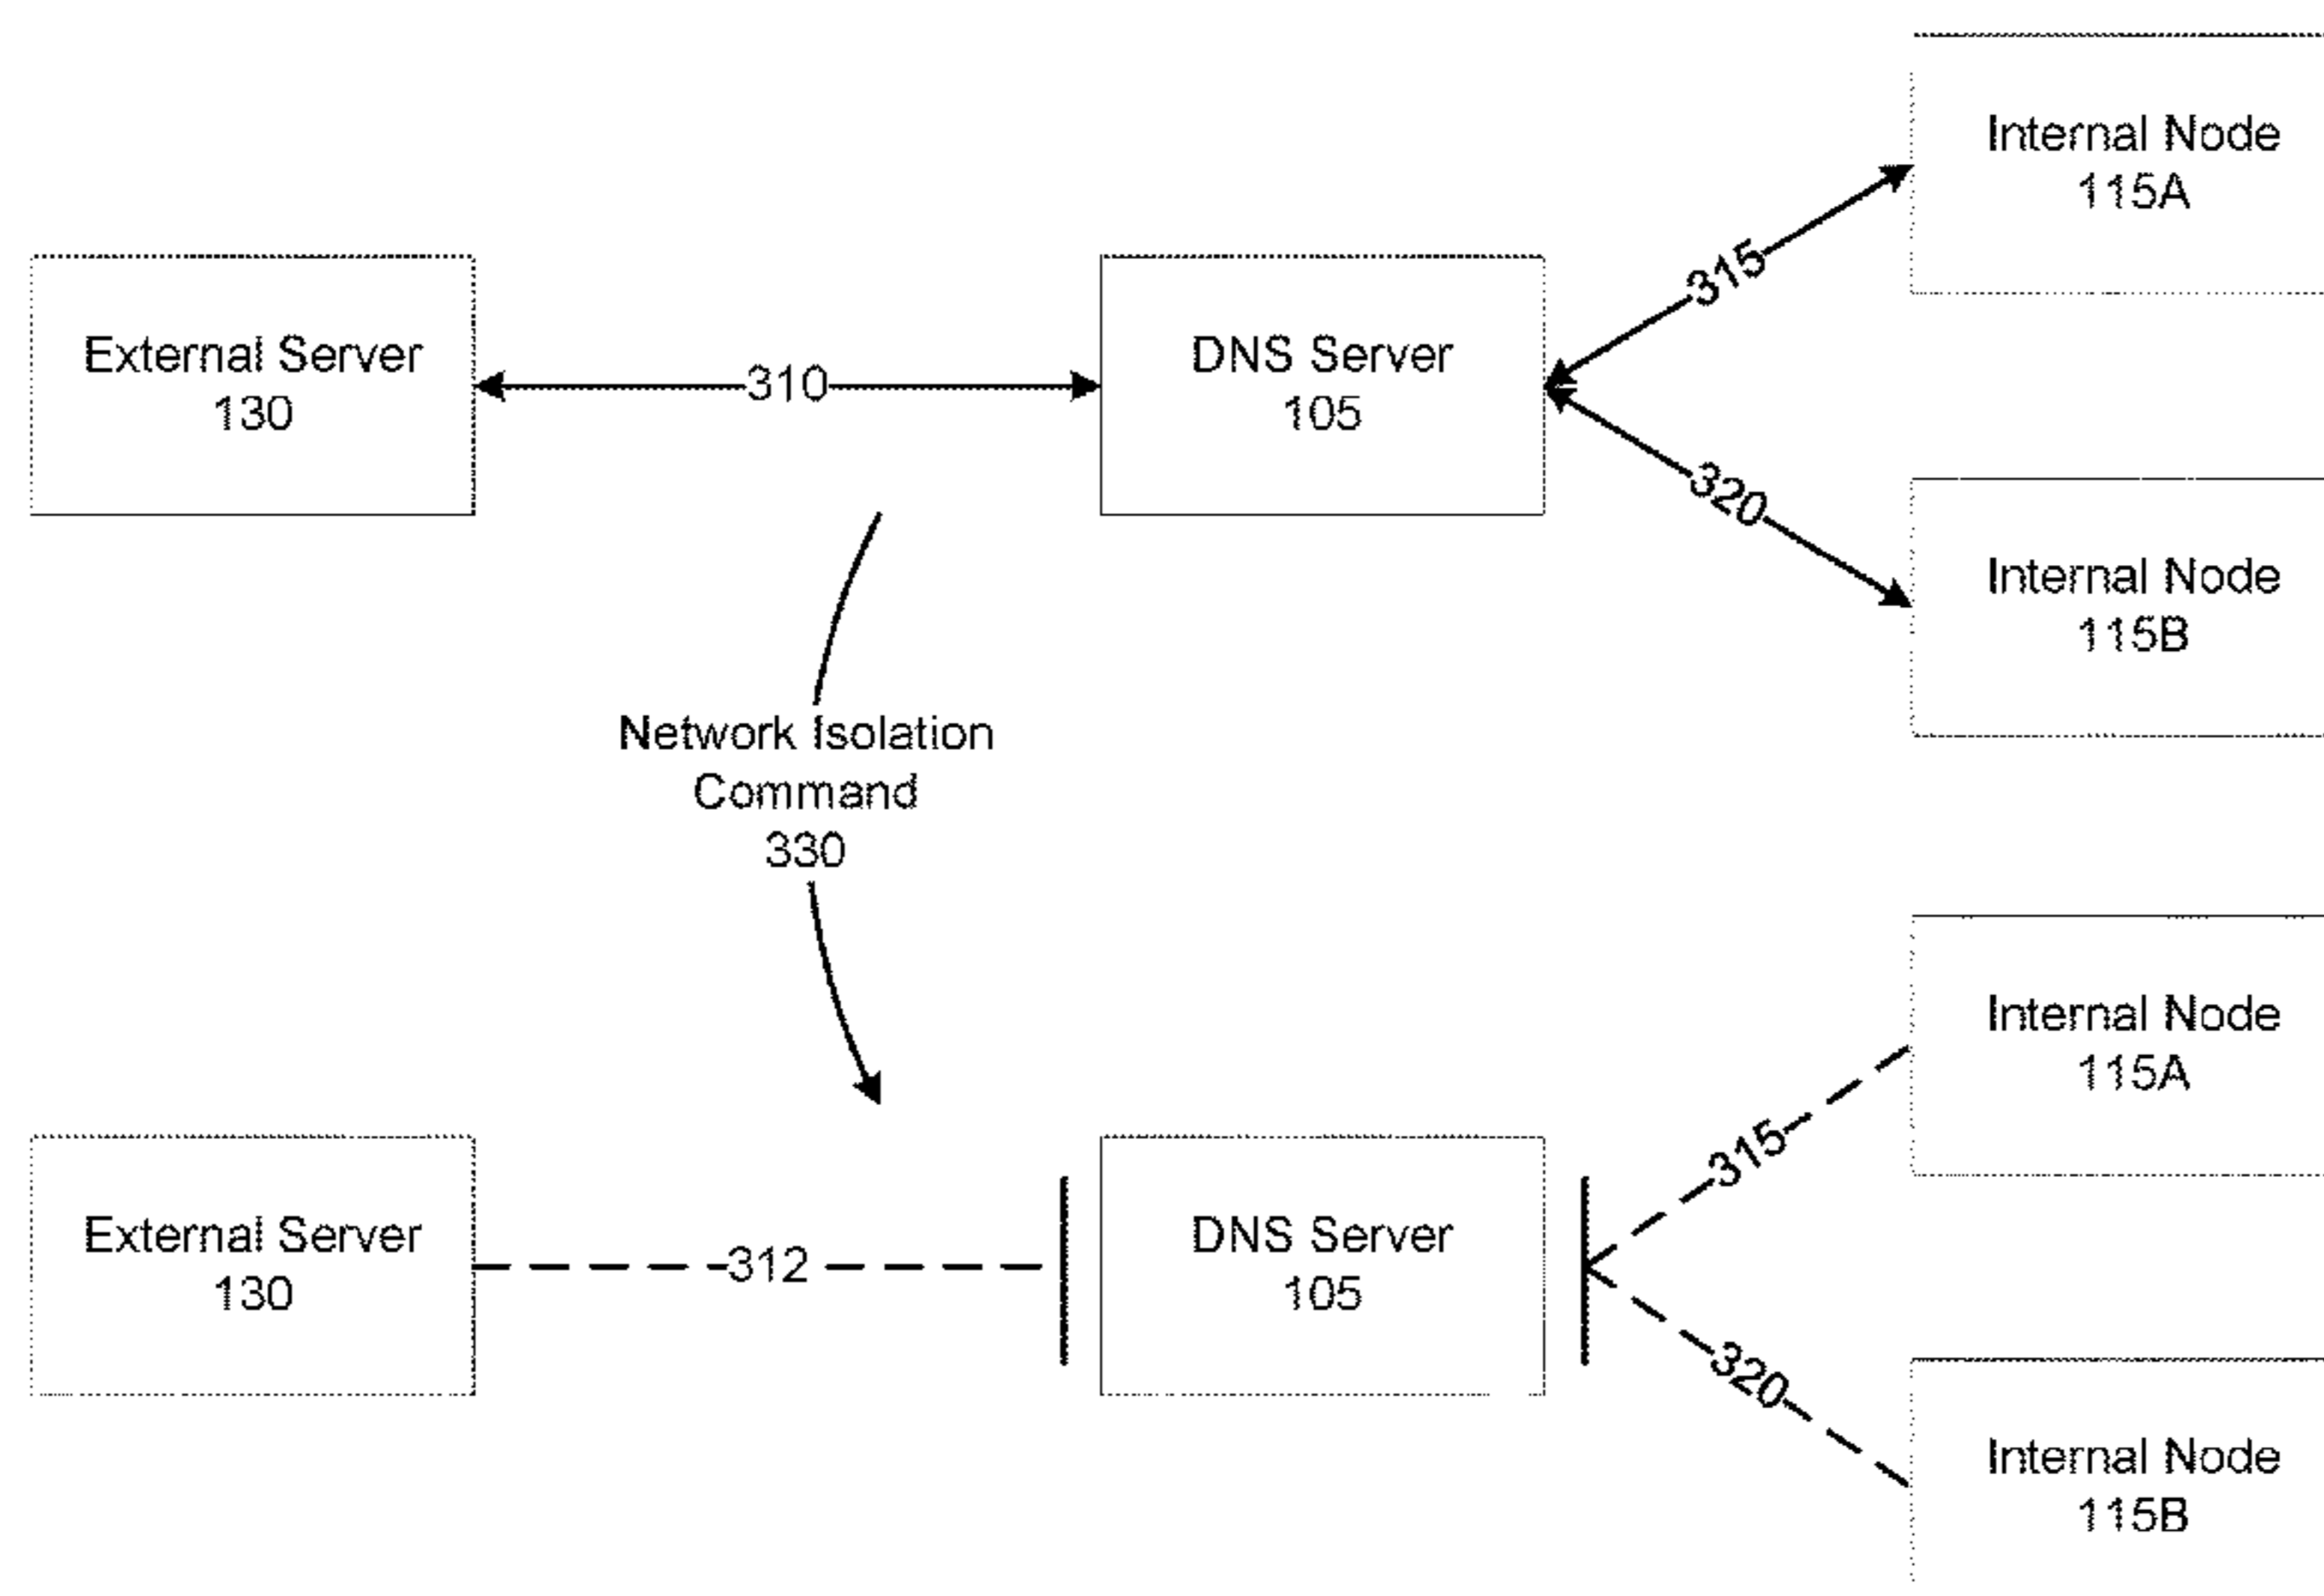 Internal Node
115A
315
External Server
130
310
DNS Server
105
320
Internal Node
115B
Network Isolation
Command
330
Internal Node
115A
315
External Server
130
312
DNS Server
105
320
Internal Node
115B